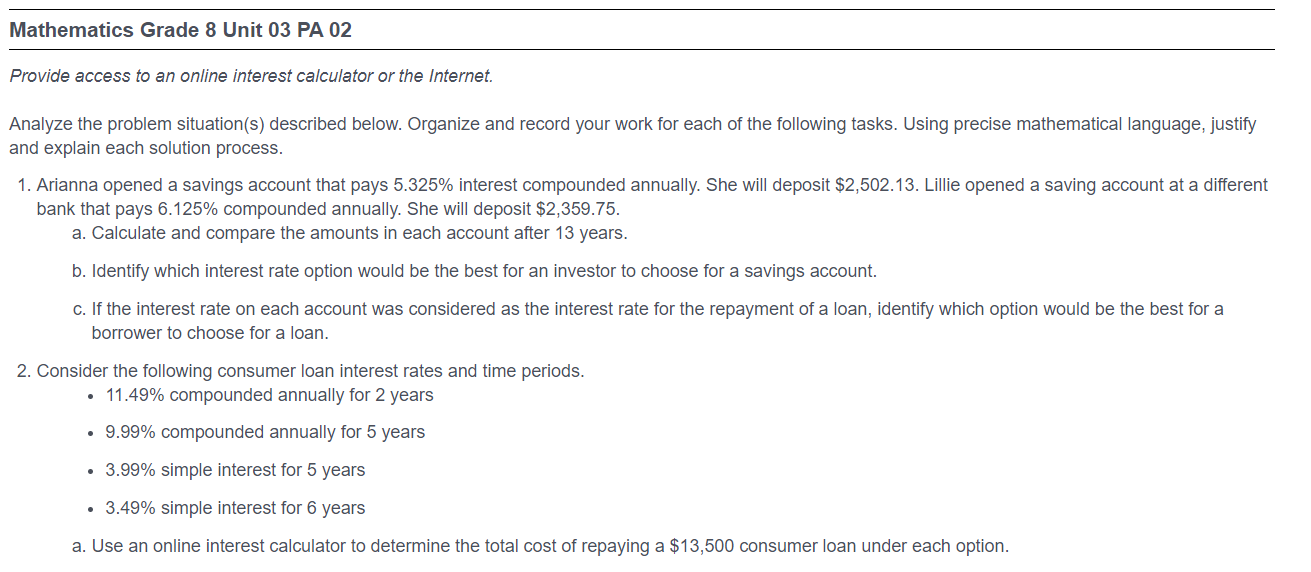 Mathematics Grade 8 Unit 03 PA 02
Provide access to an online interest calculator or the Internet.
Analyze the problem situation(s) described below. Organize and record your work for each of the following tasks. Using precise mathematical language, justify
and explain each solution process.
1. Arianna opened a savings account that pays 5.325% interest compounded annually. She will deposit $2,502.13. Lillie opened a saving account at a different
bank that pays 6.125% compounded annually. She will deposit $2,359.75.
a. Calculate and compare the amounts in each account after 13 years.
b. Identify which interest rate option would be the best for an investor to choose for a savings account.
c. If the interest rate on each account was considered as the interest rate for the repayment of a loan, identify which option would be the best for a
borrower to choose for a loan.
2. Consider the following consumer loan interest rates and time periods.
• 11.49% compounded annually for 2 years
• 9.99% compounded annually for 5 years
• 3.99% simple interest for 5 years
• 3.49% simple interest for 6 years
a. Use an online interest calculator to determine the total cost of repaying a $13,500 consumer loan under each option.